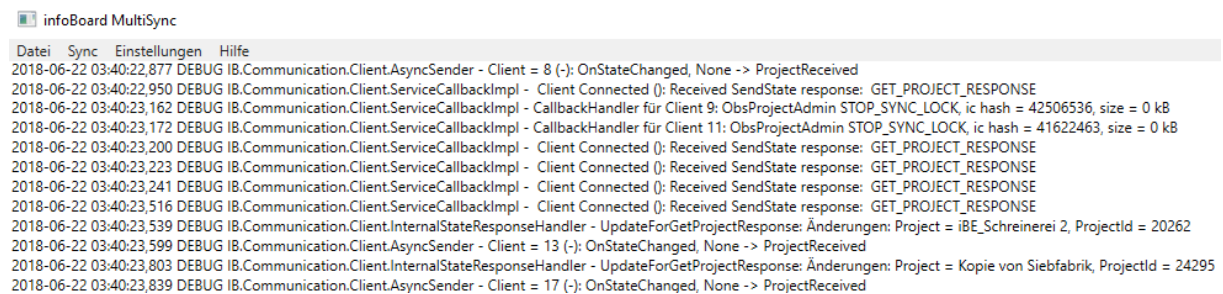 infoBoard MultiSync
Datei Sync Einstellungen Hilfe
2018-06-22 03:40:22,877 DEBUG IB.Communication.Client.AsyncSender - Client = 8 (-): OnStateChanged, None -> ProjectReceived
2018-06-22 03:40:22,950 DEBUG IB.Communication.Client.ServiceCallbackImpl - Client Connected (): Received SendState response: GET_PROJECT_RESPONSE
2018-06-22 03:40:23,162 DEBUG IB.Communication.Client.ServiceCallbackImpl - CallbackHandler für Client 9: ObsProjectAdmin STOP_SYNC_LOCK, ic hash = 42506536, size = 0 kB
2018-06-22 03:40:23,172 DEBUG IB.Communication.Client.ServiceCallbackImpl - CallbackHandler für Client 11: ObsProjectAdmin STOP_SYNC_LOCK, ic hash = 41622463, size = 0 kB
2018-06-22 03:40:23,200 DEBUG IB.Communication.Client.ServiceCallbackImpl - Client Connected (): Received SendState response: GET_PROJECT_RESPONSE
2018-06-22 03:40:23,223 DEBUG IB.Communication.Client.ServiceCallbackImpl - Client Connected (): Received SendState response: GET_PROJECT_RESPONSE
2018-06-22 03:40:23,241 DEBUG IB.Communication.Client.ServiceCallbackImpl - Client Connected (): Received SendState response: GET_PROJECT_RESPONSE
2018-06-22 03:40:23,516 DEBUG IB.Communication.Client.ServiceCallbackImpl - Client Connected (): Received SendState response: GET_PROJECT_RESPONSE
2018-06-22 03:40:23,539 DEBUG IB.Communication.Client.InternalStateResponseHandler - UpdateForGetProjectResponse: Änderungen: Project = iBE_Schreinerei 2, ProjectId = 20262
2018-06-22 03:40:23,599 DEBUG IB.Communication.Client.AsyncSender - Client = 13 (-): OnStateChanged, None -> ProjectReceived
2018-06-22 03:40:23,803 DEBUG IB.Communication.Client.InternalStateResponseHandler - UpdateForGetProjectResponse: Änderungen: Project = Kopie von Siebfabrik, ProjectId = 24295
2018-06-22 03:40:23,839 DEBUG IB.Communication.Client.AsyncSender - Client = 17 (-): OnStateChanged, None -> ProjectReceived